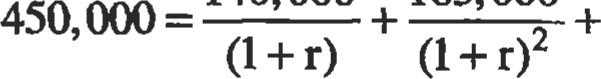 450,000 = ——— + ——— +
(1 + r) (1 + r)²